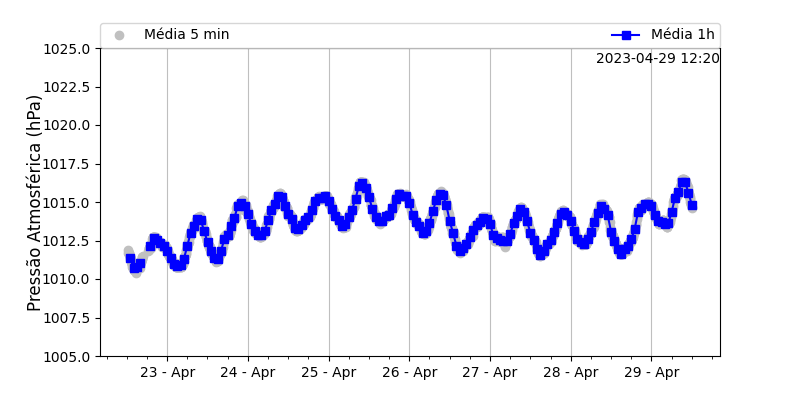 Média 5 min
Média 1h
2023-04-29 12:20
Pressão Atmosférica (hPa)
1025.0
1022.5
1020.0
1017.5
1015.0
1012.5
1010.0
1007.5
1005.0
23 - Apr
24 - Apr
25 - Apr
26 - Apr
27 - Apr
28 - Apr
29 - Apr